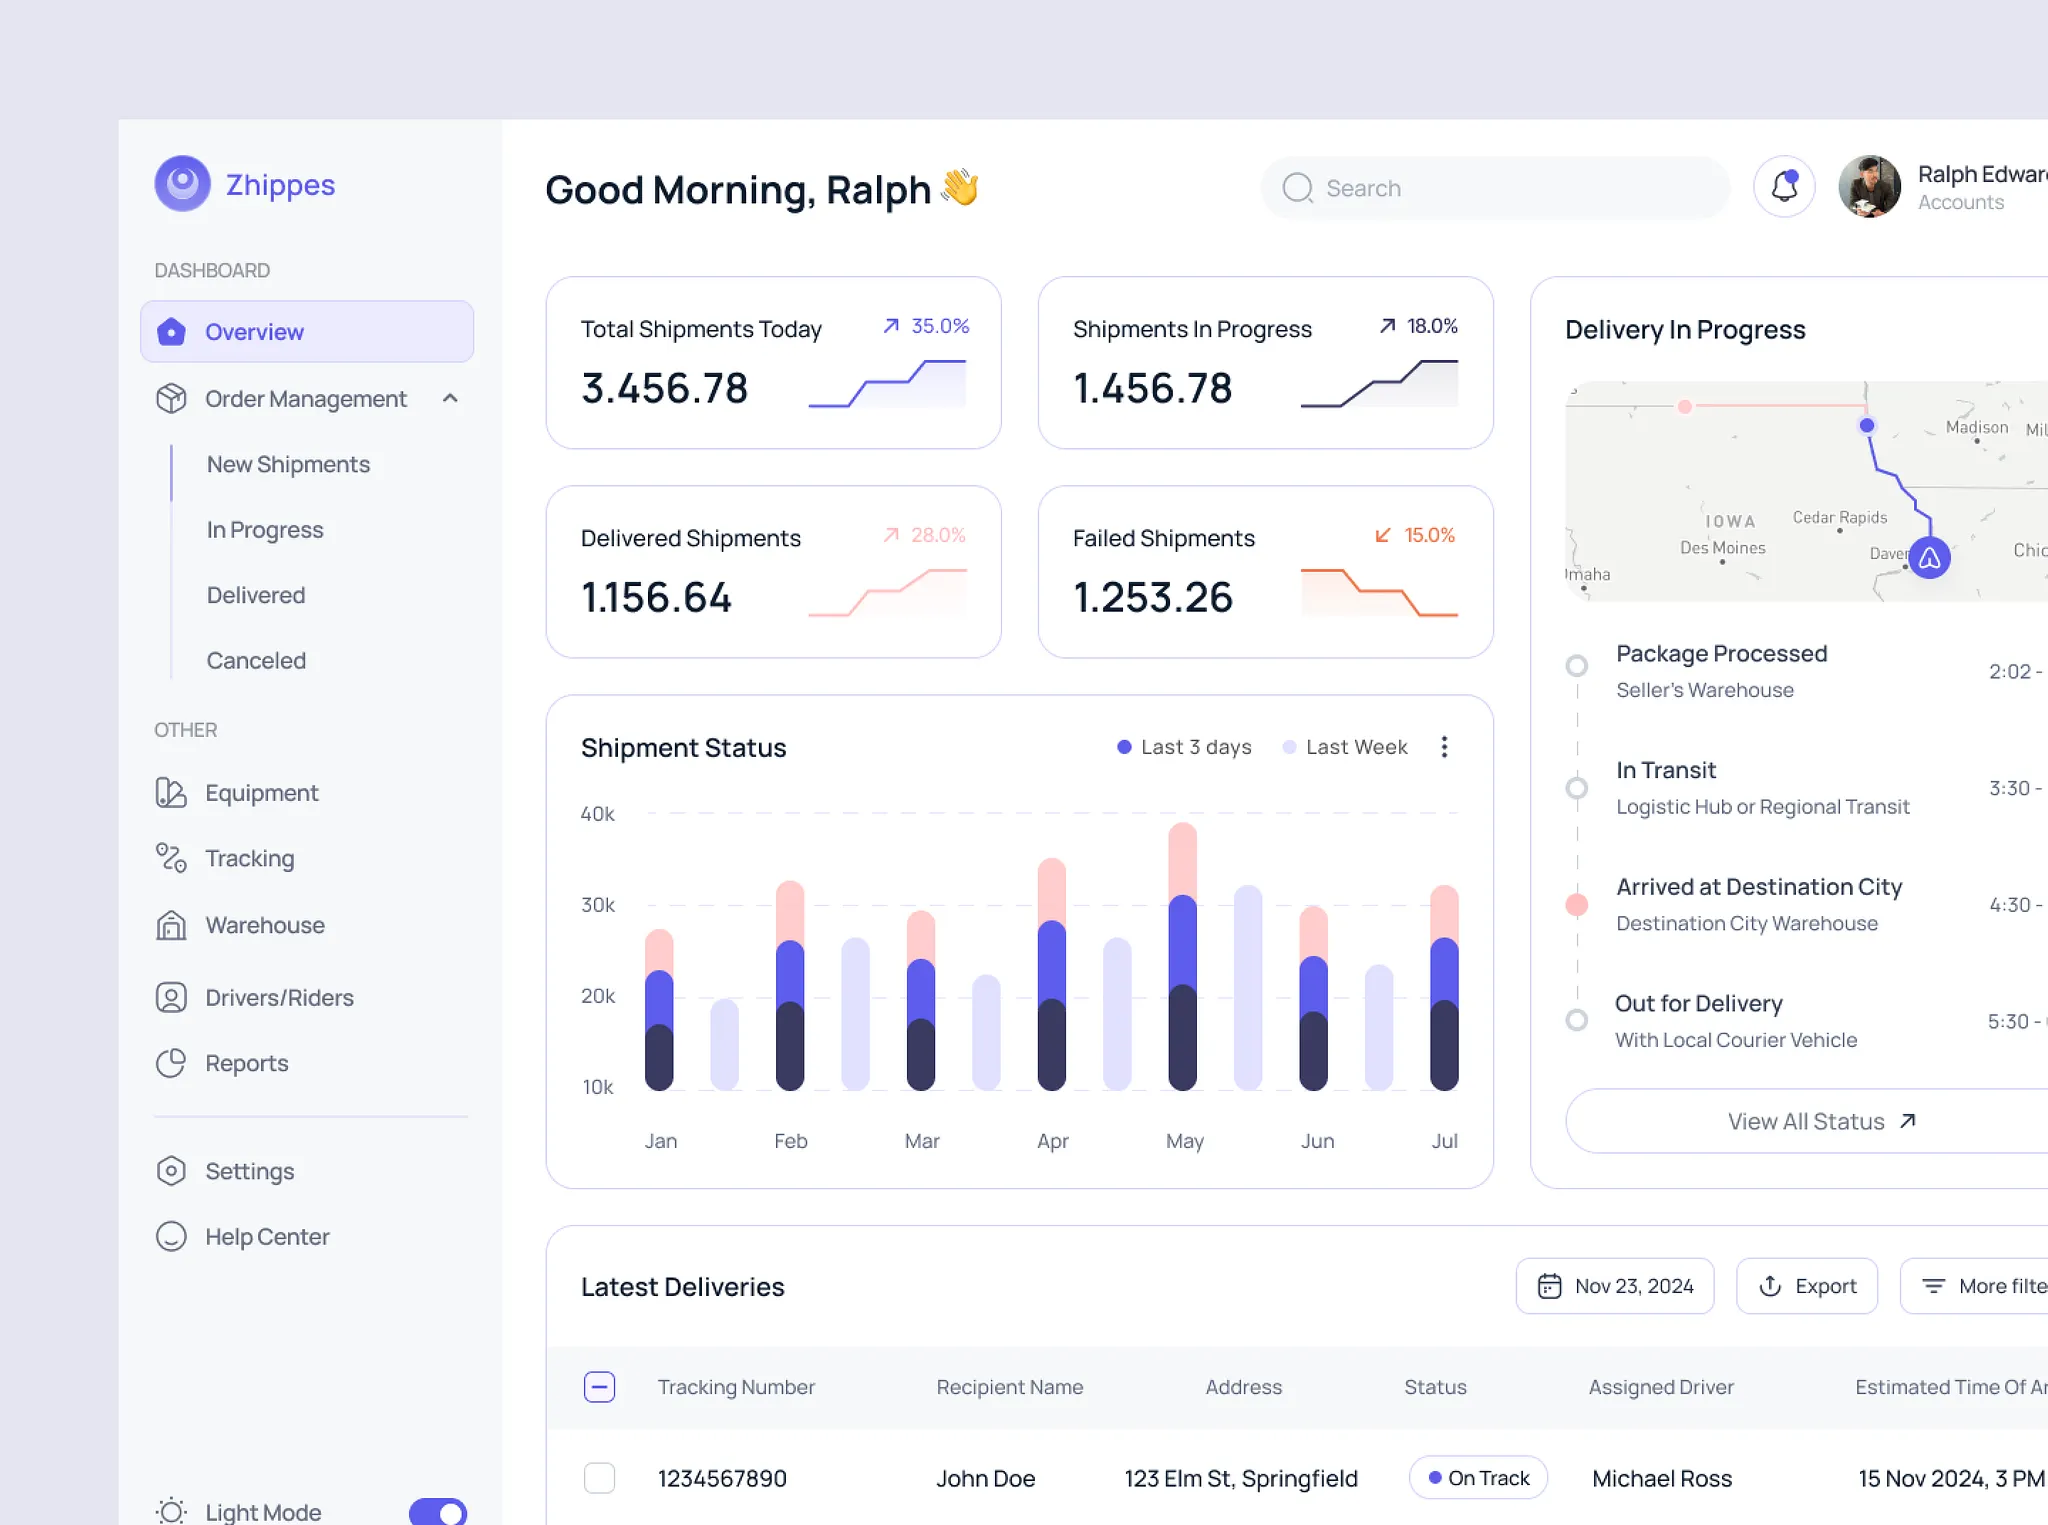 Zhippes
DASHBOARD
Overview
Order Management
New Shipments
In Progress
Delivered
Canceled
OTHER
Equipment
Tracking
Warehouse
Drivers/Riders
Reports
Settings
Help Center
Light Mode
Good Morning, Ralph 👋
Search
Ralph
Accounts
Total Shipments Today
35.0%
3.456.78
Shipments In Progress
18.0%
1.456.78
Delivered Shipments
28.0%
1.156.64
Failed Shipments
15.0%
1.253.26
Shipment Status
Last 3 days
Last Week
40k
30k
20k
10k
Jan Feb Mar Apr May Jun Jul
Delivery In Progress
Madison
IOWA
Cedar Rapids
Des Moines
Package Processed
Seller's Warehouse
2:02 -
In Transit
Logistic Hub or Regional Transit
3:30 -
Arrived at Destination City
Destination City Warehouse
4:30 -
Out for Delivery
With Local Courier Vehicle
5:30 -
View All Status
Latest Deliveries
Nov 23, 2024
Export
More
Tracking Number Recipient Name Address Status Assigned Driver Estimated Time Of
1234567890 John Doe 123 Elm St, Springfield On Track Michael Ross 15 Nov 2024, 3 PM